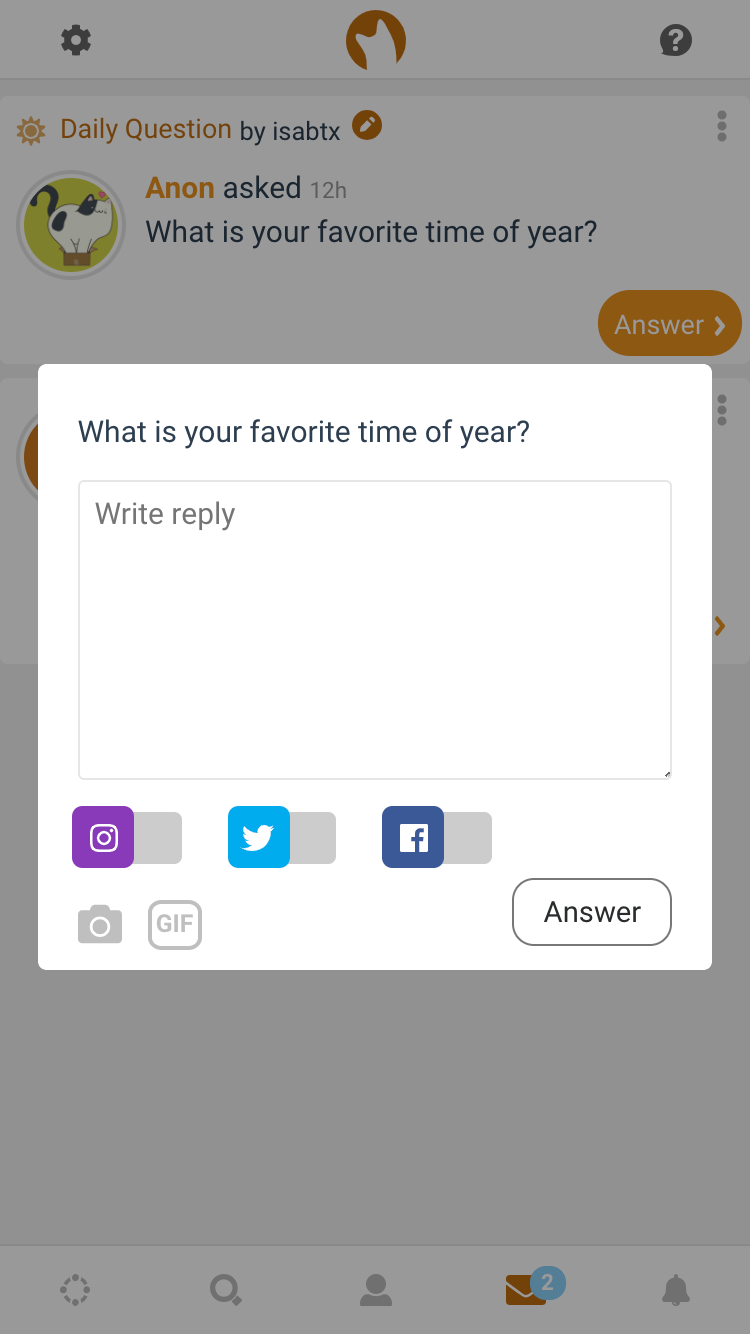 Daily Question by isabtx
Anon asked 12h
What is your favorite time of year?
Answer
What is your favorite time of year?
Write reply
GIF
Answer
2